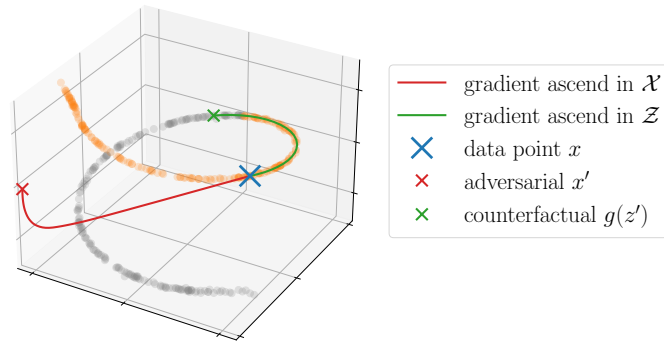 gradient ascend in 𝒳
gradient ascend in 𝒵
data point x
adversarial x′
counterfactual g(z′)